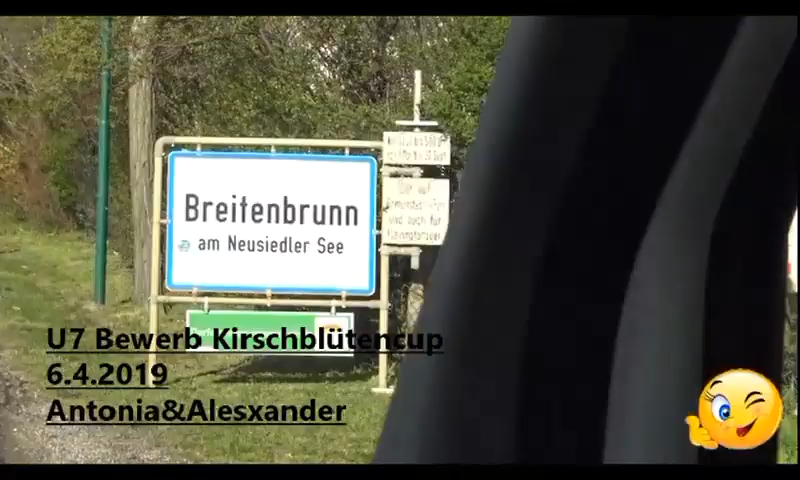 Breitenbrunn
am Neusiedler See
U7 Bewerb Kirschblütencup
6.4.2019
Antonia&Alesxander